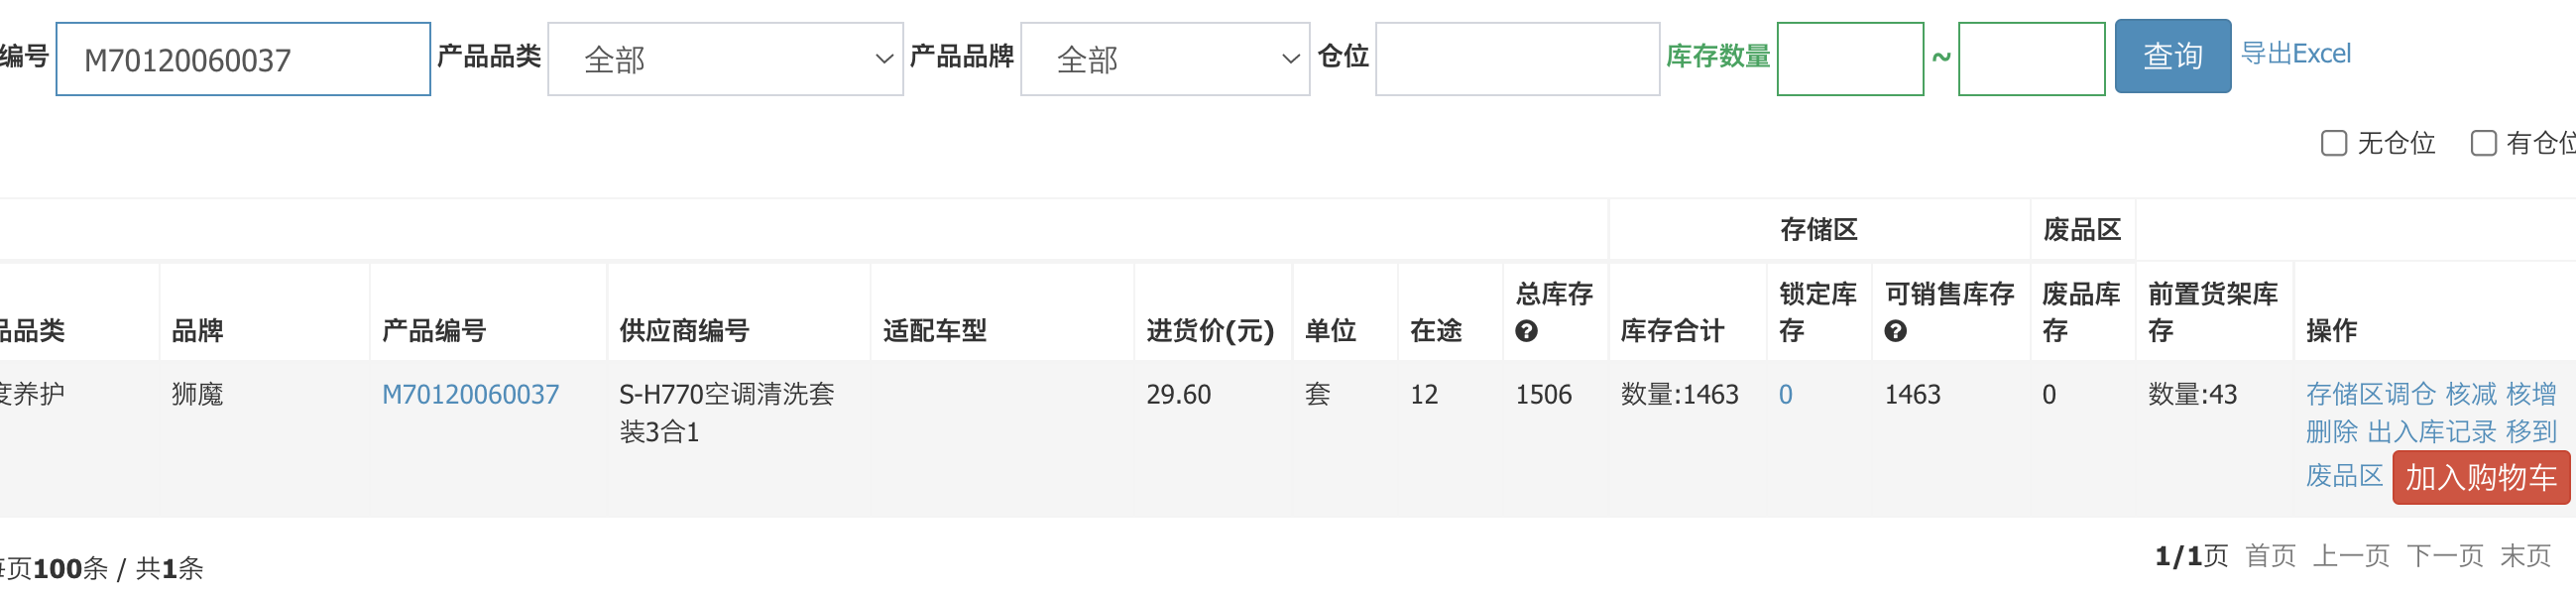 编号 M70120060037 产品品类 全部 产品品牌 全部 仓位 库存数量 ~ 查询 导出Excel
无仓位 有仓位
存储区 废品区
品品类 品牌 产品编号 供应商编号 适配车型 进货价(元) 单位 在途 总库存 库存合计 锁定库存 可销售库存 废品库存 前置货架库存 操作
度养护 狮魔 M70120060037 S-H770空调清洗套 29.60 套 12 1506 数量:1463 0 1463 0 数量:43 存储区调仓 核减 核增
装3合1 删除 出入库记录 移到
废品区 加入购物车
每页100条 / 共1条 1/1页 首页 上一页 下一页 末页